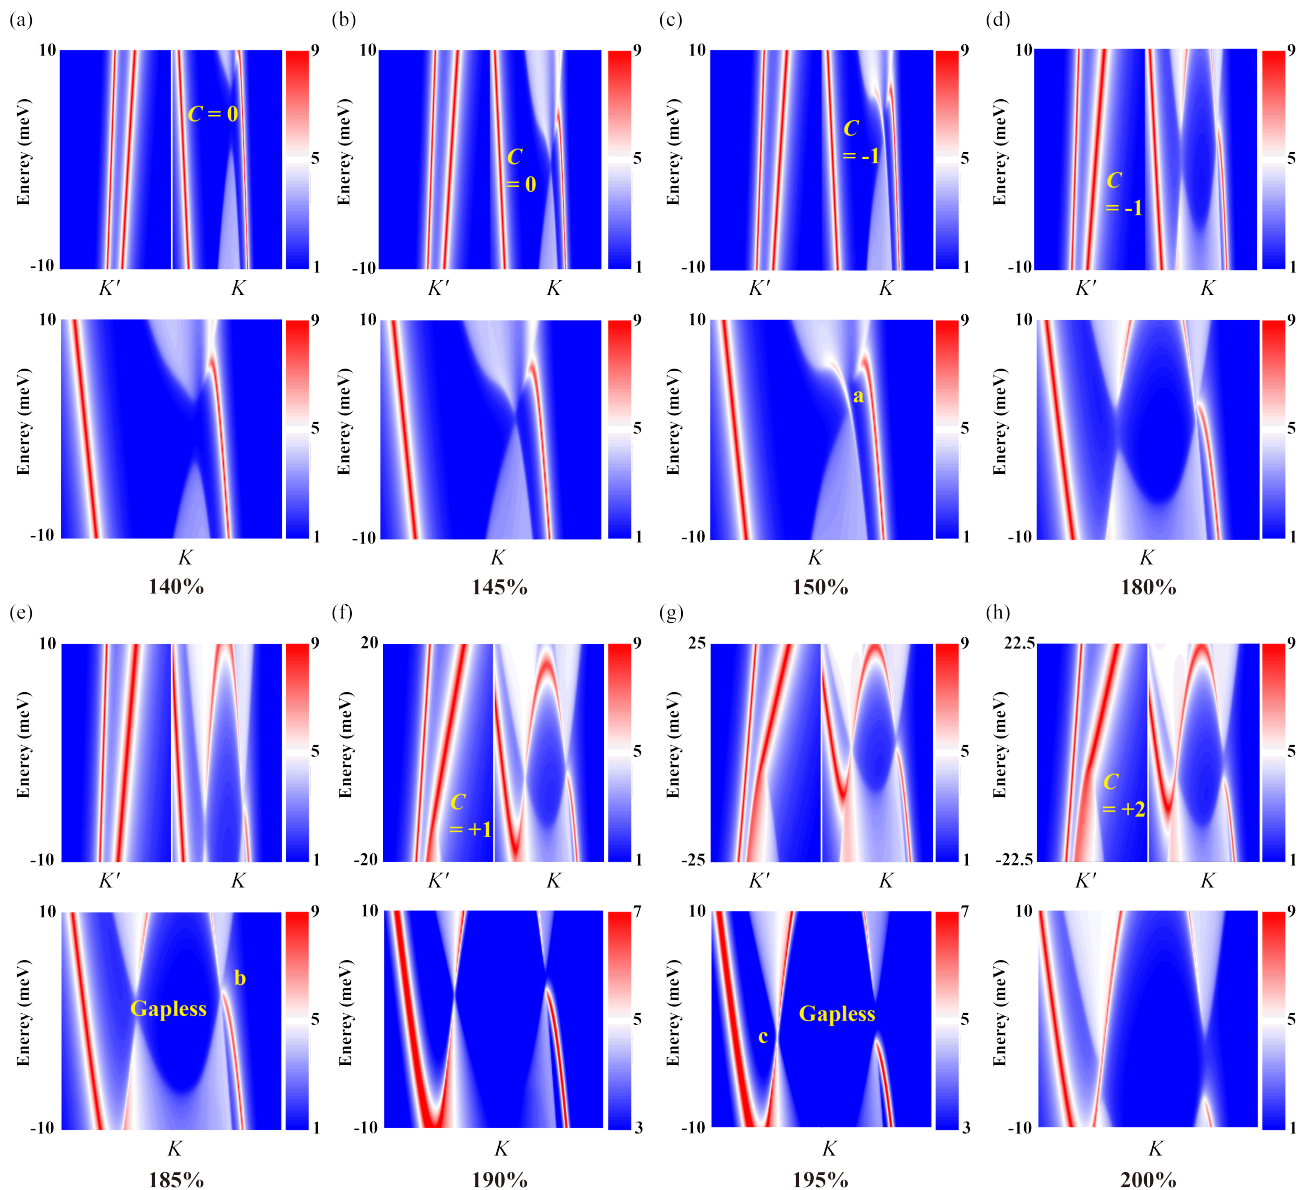 (a) (b) (c) (d)
10 9 10 9 10 9 10 9
C = 0
C
= 0
C
= -1
C
= -1
Enerey (meV) 5 Enerey (meV) 5 Enerey (meV) 5 Enerey (meV) 5
-10 1 -10 1 -10 1 -10 1
K′ K K′ K K′ K K′ K
10 9 10 9 10 9 10 9
a
Enerey (meV) 5 Enerey (meV) 5 Enerey (meV) 5 Enerey (meV) 5
-10 1 -10 1 -10 1 -10 1
K K K K
140% 145% 150% 180%
(e) (f) (g) (h)
10 9 20 9 25 9 22.5 9
Enerey (meV) 5 Enerey (meV) 5 Enerey (meV) 5 Enerey (meV) 5
C
= +1
C
= +2
-10 1 -20 1 -25 1 -22.5 1
K′ K K′ K K′ K K′ K
10 9 10 7 10 7 10 9
b
Gapless
Gapless
c
Enerey (meV) 5 Enerey (meV) 5 Enerey (meV) 5 Enerey (meV) 5
-10 1 -10 3 -10 3 -10 1
K K K K
185% 190% 195% 200%